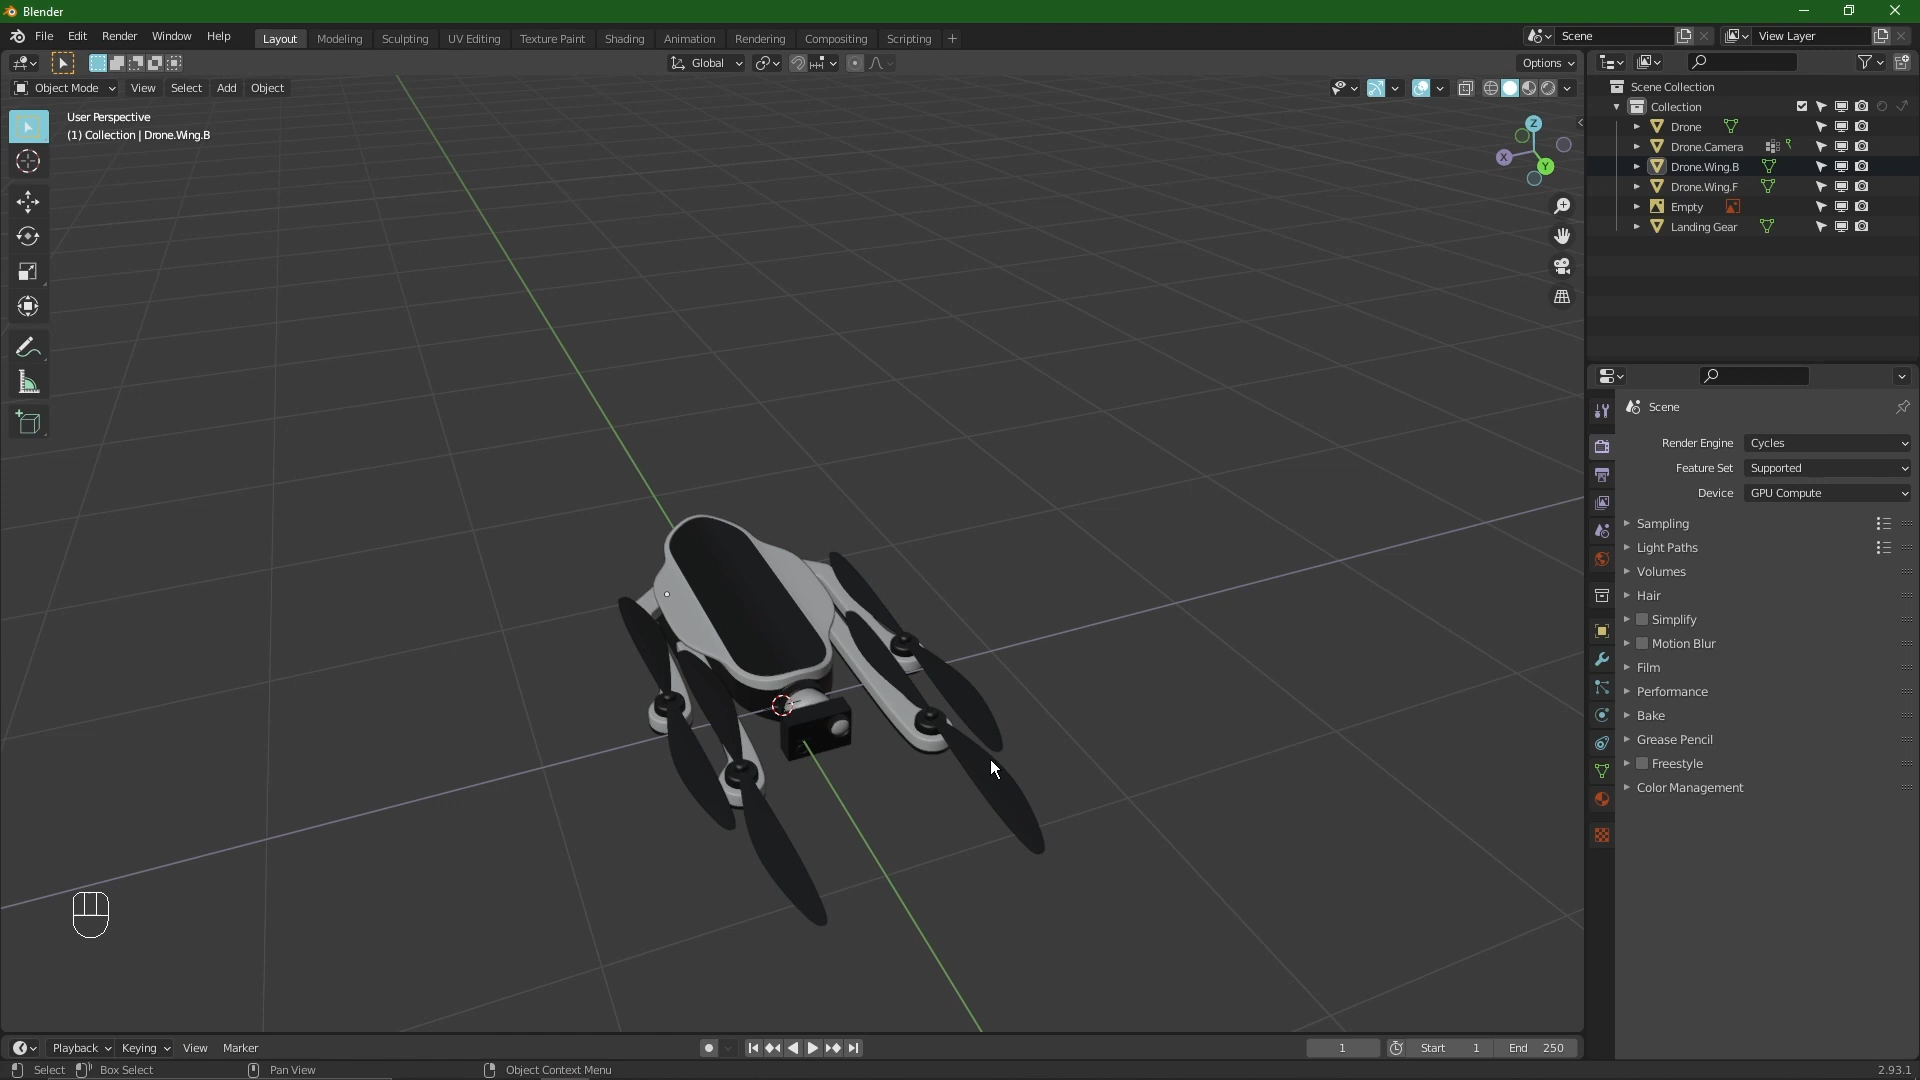 Blender
File Edit Render Window Help Layout Modeling Sculpting UV Editing Texture Paint Shading Animation Rendering Compositing Scripting + Scene View Layer
Global Options
Object Mode View Select Add Object
User Perspective
(1) Collection | Drone.Wing.B
Z
X
Y
Scene Collection
Collection
Drone
Drone.Camera
Drone.Wing.B
Drone.Wing.F
Empty
Landing Gear
Scene
Render Engine Cycles
Feature Set Supported
Device GPU Compute
Sampling
Light Paths
Volumes
Hair
Simplify
Motion Blur
Film
Performance
Bake
Grease Pencil
Freestyle
Color Management
Playback Keying View Marker 1 Start 1 End 250
Select Box Select Pan View Object Context Menu 2.93.1